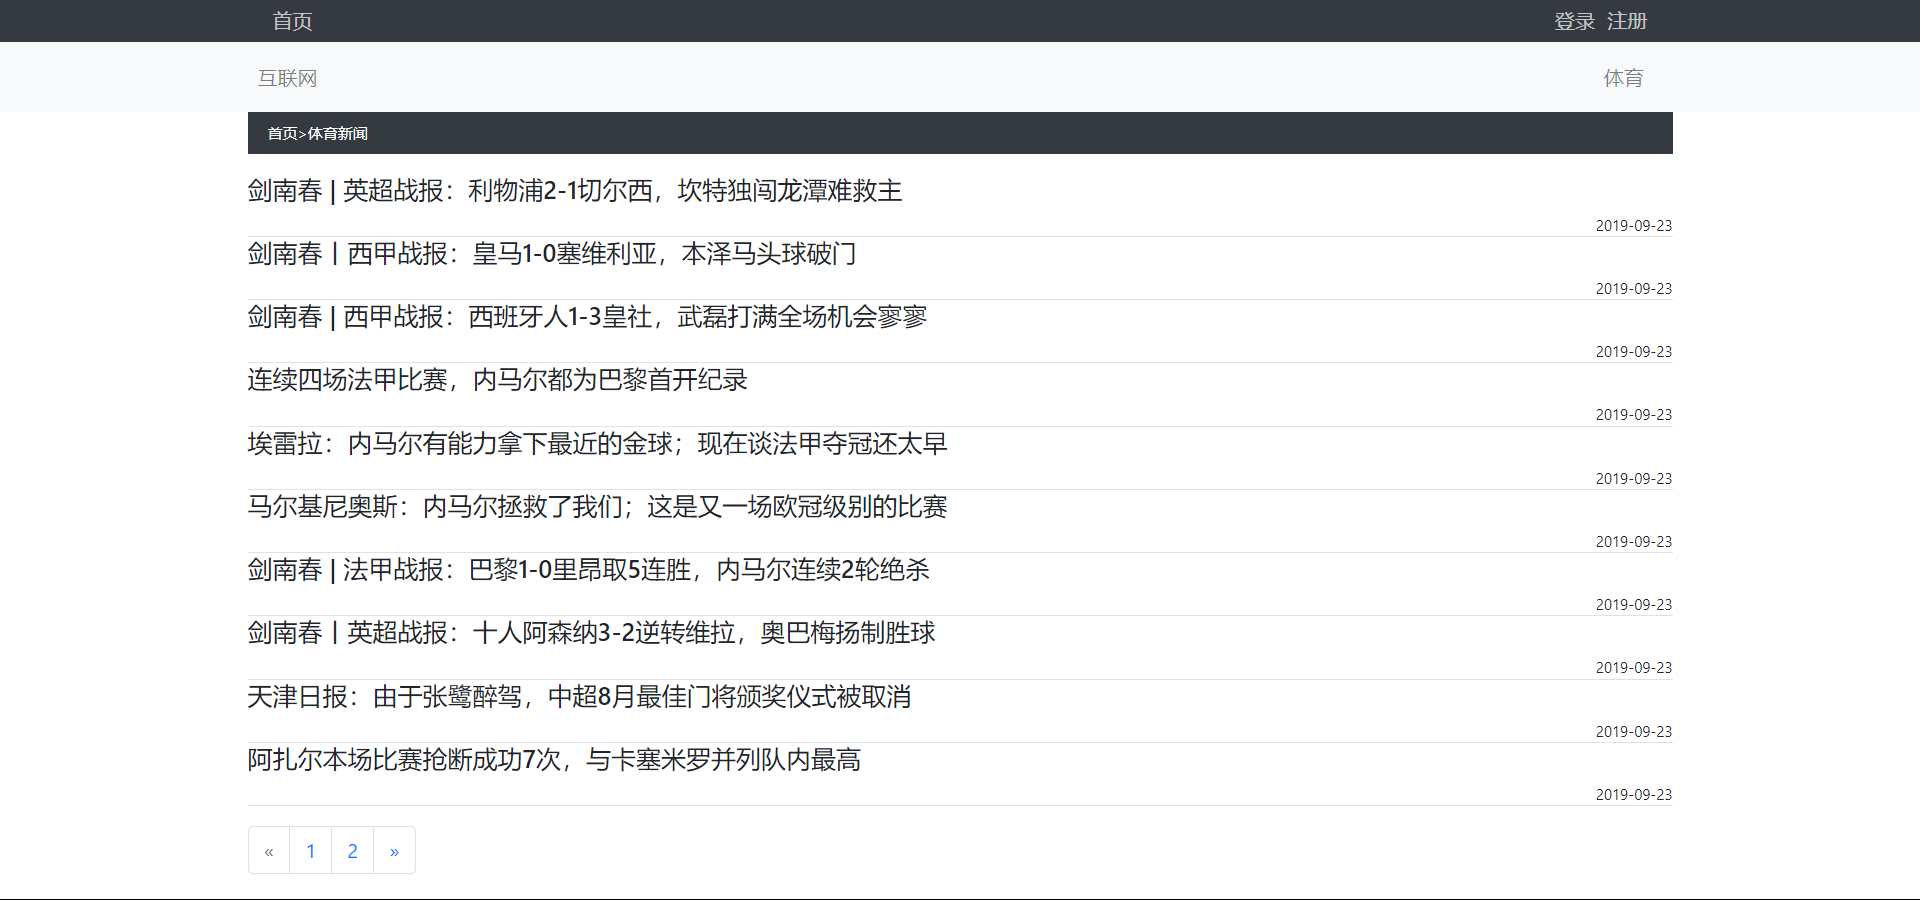 首页 登录 注册
互联网 体育
首页>体育新闻
剑南春 | 英超战报：利物浦2-1切尔西，坎特独闯龙潭难救主
2019-09-23
剑南春丨西甲战报：皇马1-0塞维利亚，本泽马头球破门
2019-09-23
剑南春 | 西甲战报：西班牙人1-3皇社，武磊打满全场机会寥寥
2019-09-23
连续四场法甲比赛，内马尔都为巴黎首开纪录
2019-09-23
埃雷拉：内马尔有能力拿下最近的金球；现在谈法甲夺冠还太早
2019-09-23
马尔基尼奥斯：内马尔拯救了我们；这是又一场欧冠级别的比赛
2019-09-23
剑南春 | 法甲战报：巴黎1-0里昂取5连胜，内马尔连续2轮绝杀
2019-09-23
剑南春丨英超战报：十人阿森纳3-2逆转维拉，奥巴梅扬制胜球
2019-09-23
天津日报：由于张鹭醉驾，中超8月最佳门将颁奖仪式被取消
2019-09-23
阿扎尔本场比赛抢断成功7次，与卡塞米罗并列队内最高
2019-09-23
« 1 2 »